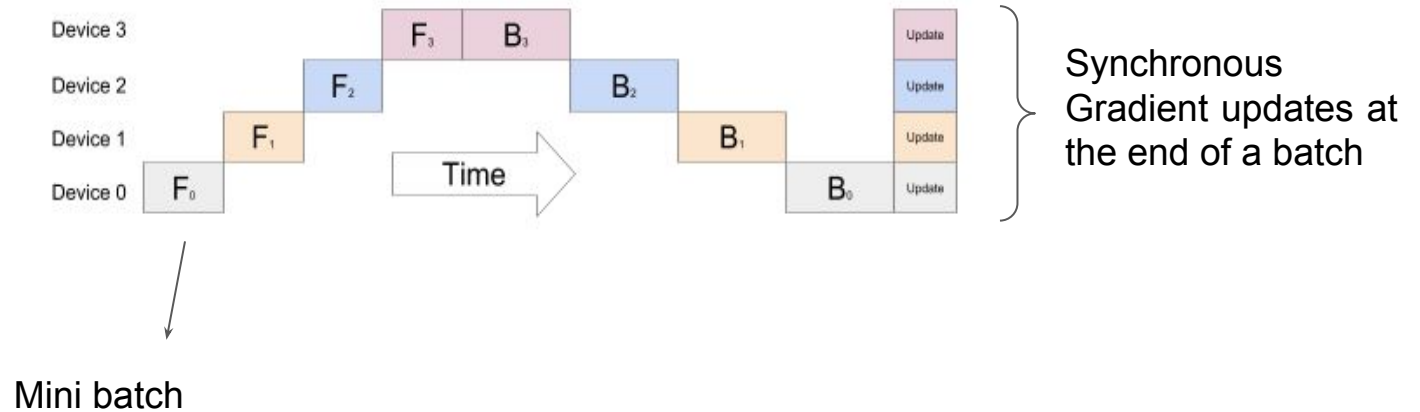 Device 3 F₃ B₃ Update
Device 2 F₂ B₂ Update
Device 1 F₁ B₁ Update
Device 0 F₀ B₀ Update
Time
Synchronous
Gradient updates at
the end of a batch
Mini batch